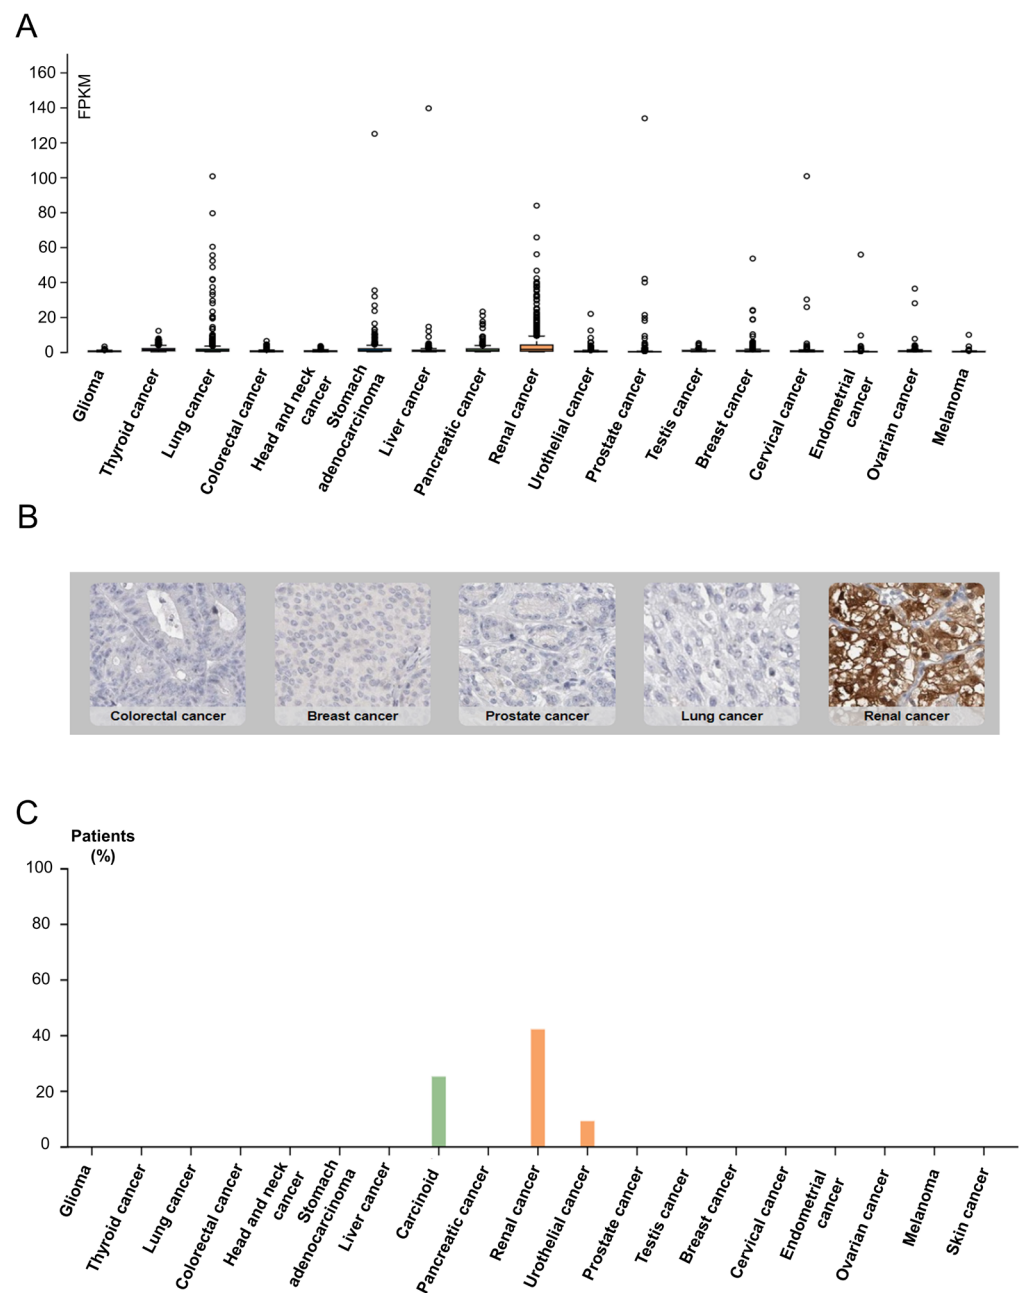 A
FPKM
160
140
120
100
80
60
40
20
0
Glioma
Thyroid cancer
Lung cancer
Colorectal cancer
Head and neck
cancer
Stomach
adenocarcinoma
Liver cancer
Pancreatic cancer
Renal cancer
Urothelial cancer
Prostate cancer
Testis cancer
Breast cancer
Cervical cancer
Endometrial
cancer
Ovarian cancer
Melanoma
B
Colorectal cancer
Breast cancer
Prostate cancer
Lung cancer
Renal cancer
C
Patients
(%)
100
80
60
40
20
0
Glioma
Thyroid cancer
Lung cancer
Colorectal cancer
Head and neck
cancer
Stomach
adenocarcinoma
Liver cancer
Carcinoid
Pancreatic cancer
Renal cancer
Urothelial cancer
Prostate cancer
Testis cancer
Breast cancer
Cervical cancer
Endometrial
cancer
Ovarian cancer
Melanoma
Skin cancer